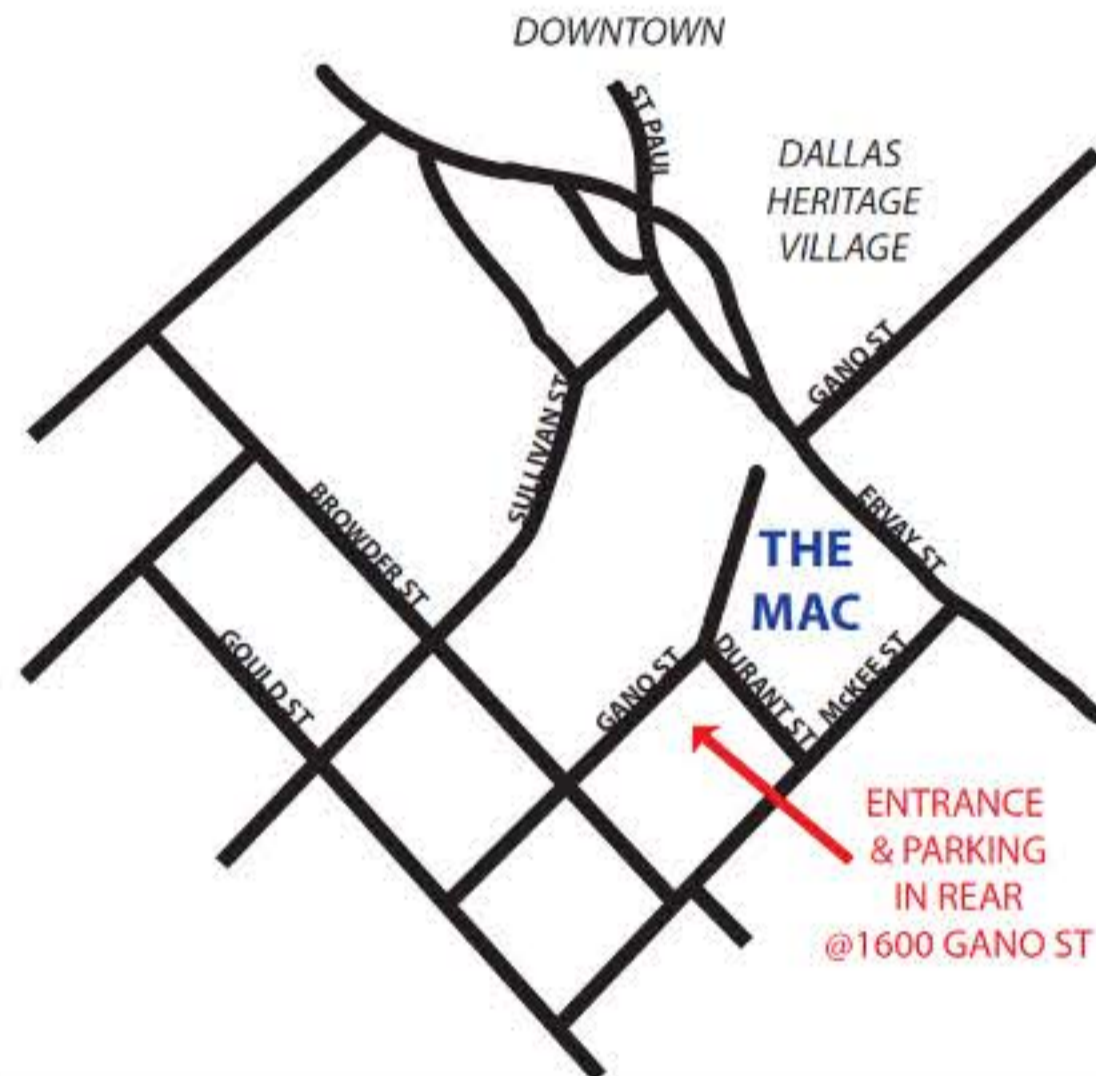 DOWNTOWN
ST PAUL
DALLAS
HERITAGE
VILLAGE
GANO ST
SULLIVAN ST
BROWDER ST
ERVAY ST
THE
MAC
GOULD ST
GANO ST
DURANT ST
McKEE ST
ENTRANCE
& PARKING
IN REAR
@1600 GANO ST